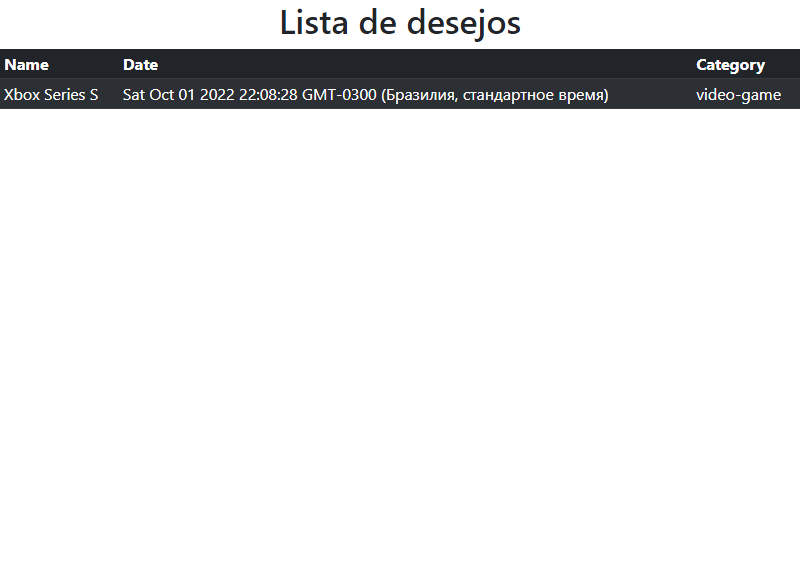 Lista de desejos
Name Date Category
Xbox Series S Sat Oct 01 2022 22:08:28 GMT-0300 (Бразилия, стандартное время) video-game